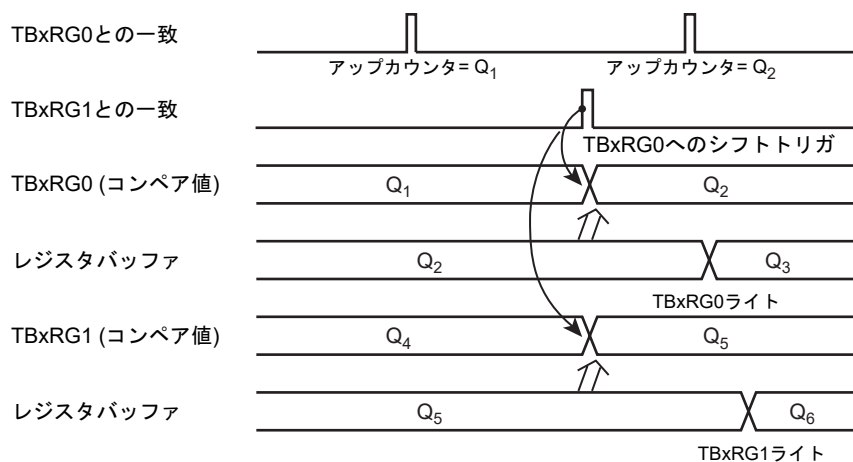 TBxRG0との一致
アップカウンタ= Q1
アップカウンタ= Q2
TBxRG1との一致
TBxRG0へのシフトトリガ
TBxRG0 (コンペア値)
Q1
Q2
レジスタバッファ
Q2
Q3
TBxRG0ライト
TBxRG1 (コンペア値)
Q4
Q5
レジスタバッファ
Q5
Q6
TBxRG1ライト